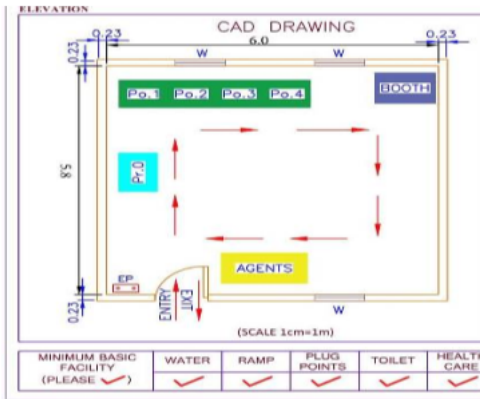 ELEVATION
CAD DRAWING
0.23 6.0 0.23
0.23
W W
Po.1 Po.2 Po.3 Po.4 BOOTH
5.8
Pr.O
AGENTS
EP
0.23
ENTRY EXIT
W
(SCALE 1cm=1m)
MINIMUM BASIC FACILITY (PLEASE ✓)
WATER
RAMP
PLUG POINTS
TOILET
HEALTH CARE
✓ ✓ ✓ ✓ ✓